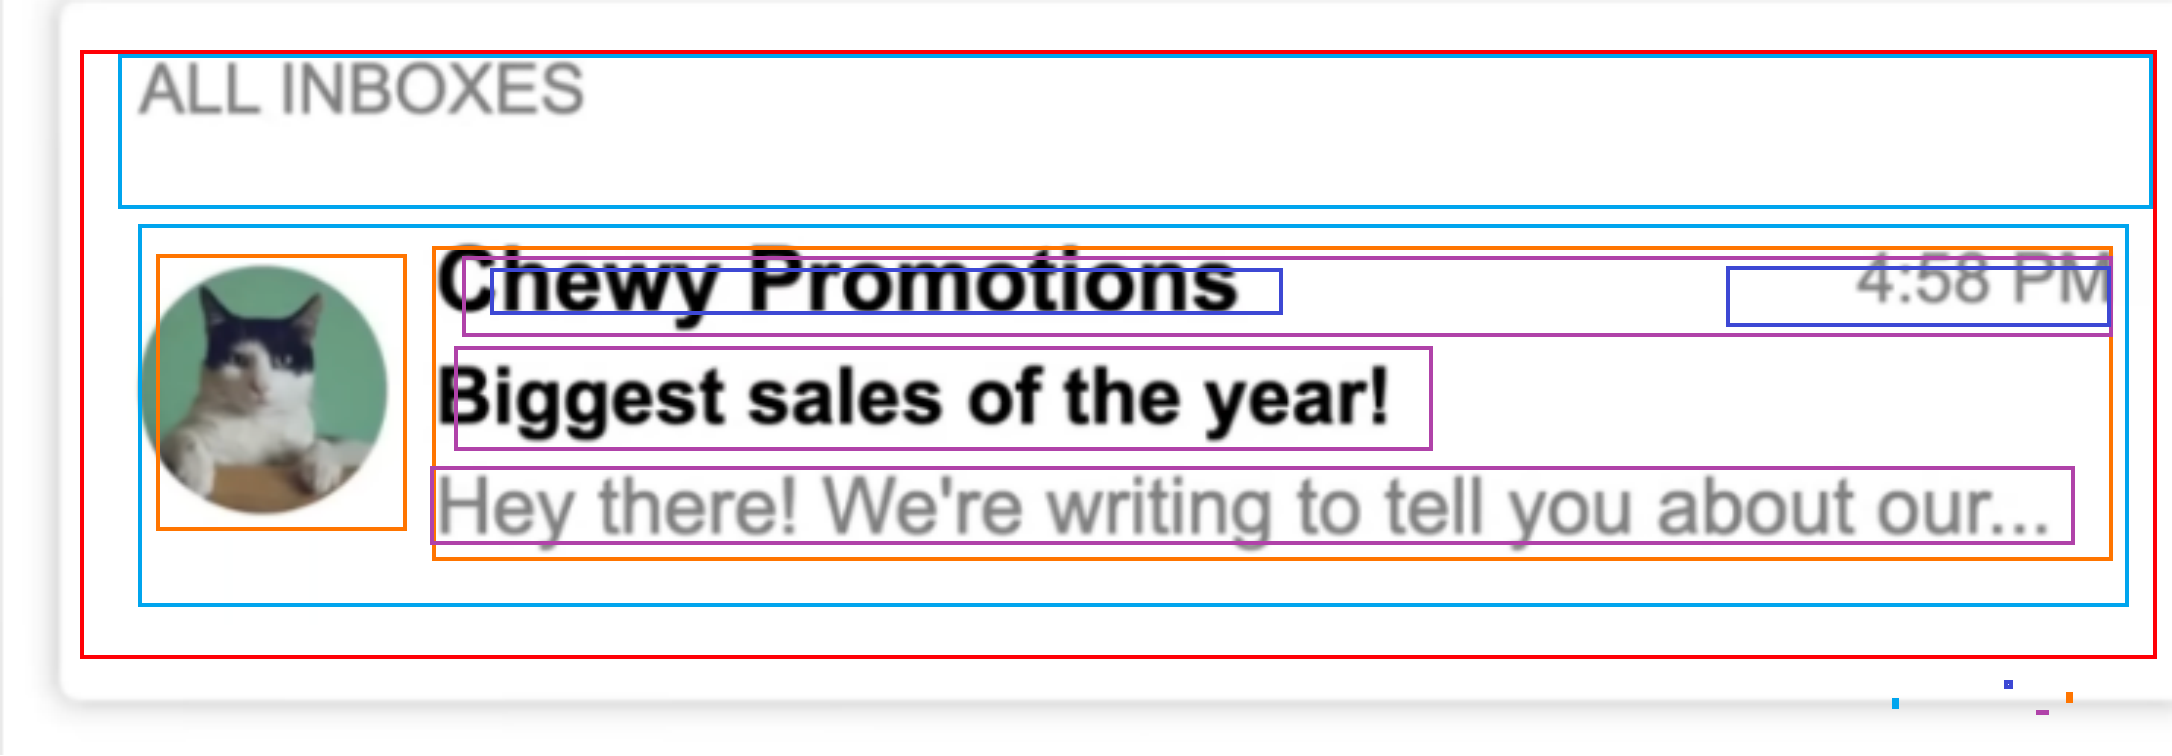 ALL INBOXES
Chewy Promotions 4:58 PM
Biggest sales of the year!
Hey there! We're writing to tell you about our...